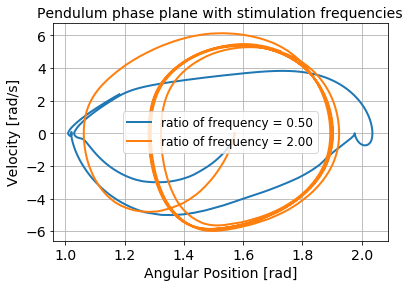 Pendulum phase plane with stimulation frequencies
Velocity [rad/s]
6
4
2
0
−2
−4
−6
ratio of frequency = 0.50
ratio of frequency = 2.00
1.0 1.2 1.4 1.6 1.8 2.0
Angular Position [rad]